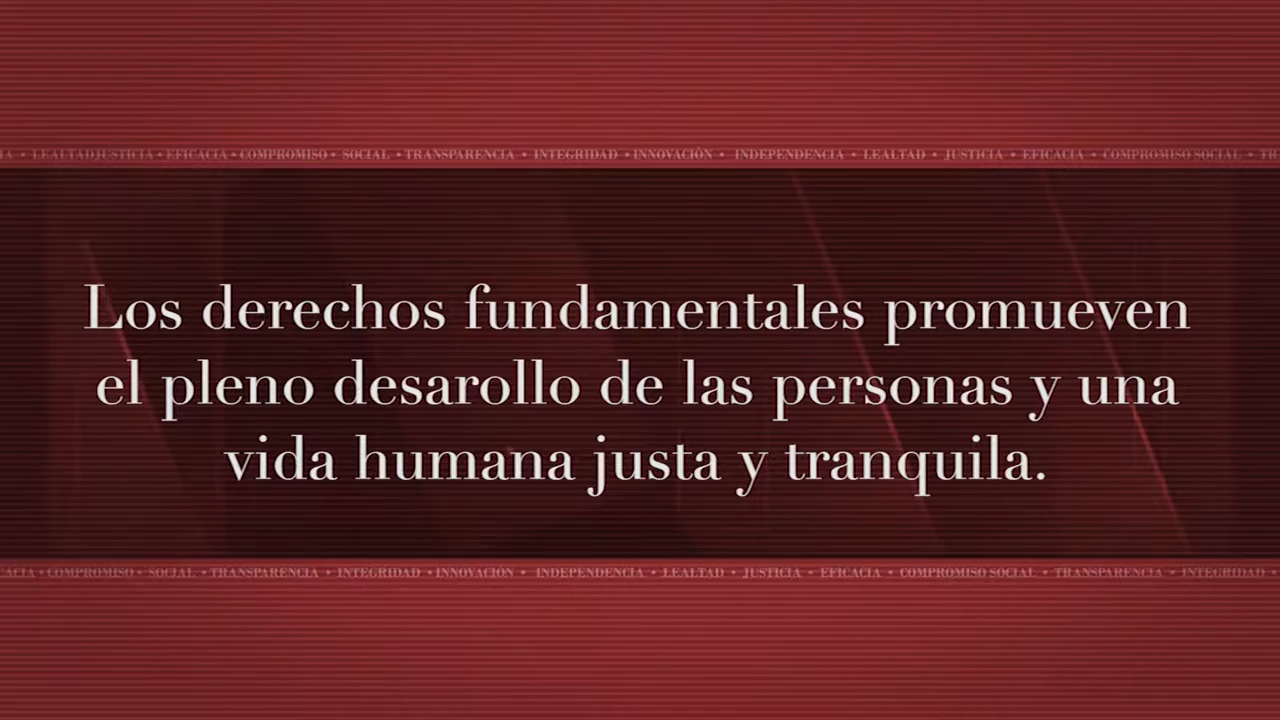 • LEALTADJUSTICIA • EFICACIA • COMPROMISO • SOCIAL • TRANSPARENCIA • INTEGRIDAD • INNOVACIÓN • INDEPENDENCIA • LEALTAD • JUSTICIA • EFICACIA • COMPROMISO SOCIAL •
Los derechos fundamentales promueven
el pleno desarollo de las personas y una
vida humana justa y tranquila.
• COMPROMISO • SOCIAL • TRANSPARENCIA • INTEGRIDAD • INNOVACIÓN • INDEPENDENCIA • LEALTAD • JUSTICIA • EFICACIA • COMPROMISO SOCIAL • TRANSPARENCIA • INTEGRIDAD •